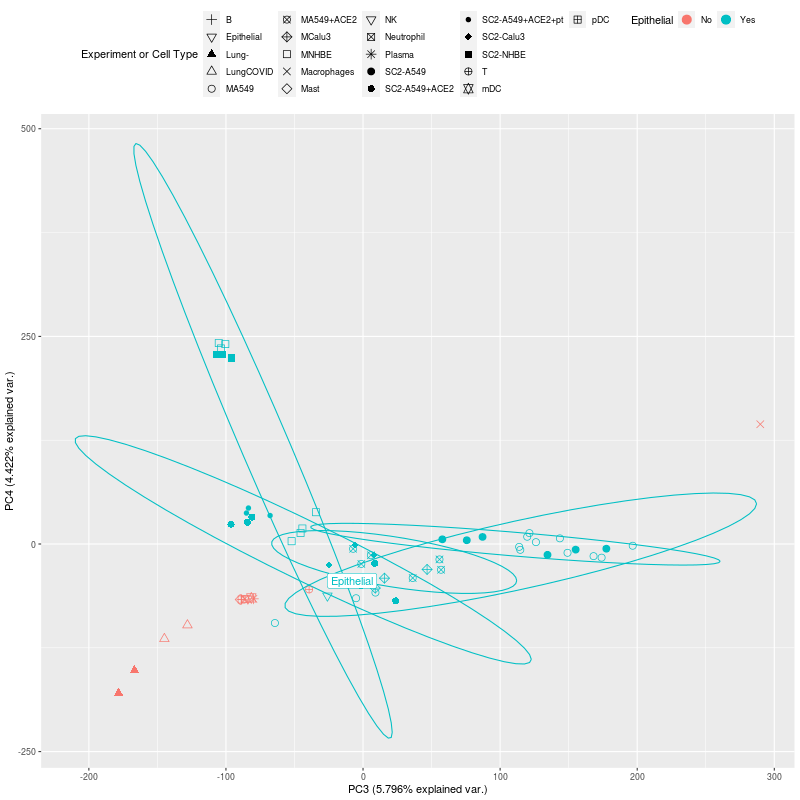 B MA549+ACE2 NK SC2-A549+ACE2+pt pDC Epithelial No Yes
Epithelial MCalu3 Neutrophil SC2-Calu3
Experiment or Cell Type Lung- MNHBE Plasma SC2-NHBE
LungCOVID Macrophages SC2-A549 T
MA549 Mast SC2-A549+ACE2 mDC
500
250
0
-250
PC4 (4.422% explained var.)
Epithelial
-200 -100 0 100 200 300
PC3 (5.796% explained var.)